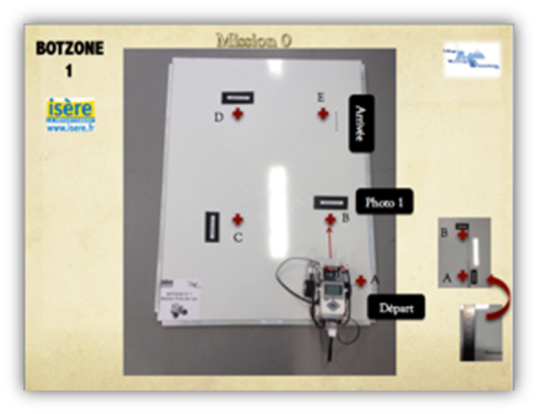 Mission 0
BOTZONE
1
isère
www.isere.fr
D
E
Arrivée
Photo 1
B
C
A
Départ
B
A